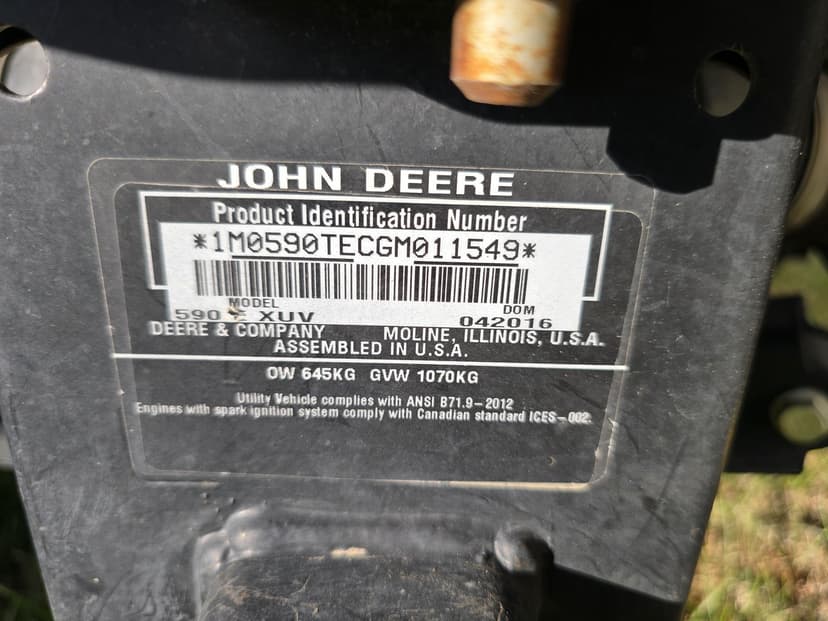 JOHN DEERE
Product Identification Number
*1M0590TECGM011549*
MODEL DOM
590 E XUV 042016
DEERE & COMPANY MOLINE, ILLINOIS, U.S.A.
ASSEMBLED IN U.S.A.
OW 645KG GVW 1070KG
Utility Vehicle complies with ANSI B71.9-2012
Engines with spark ignition system comply with Canadian standard ICES-002.